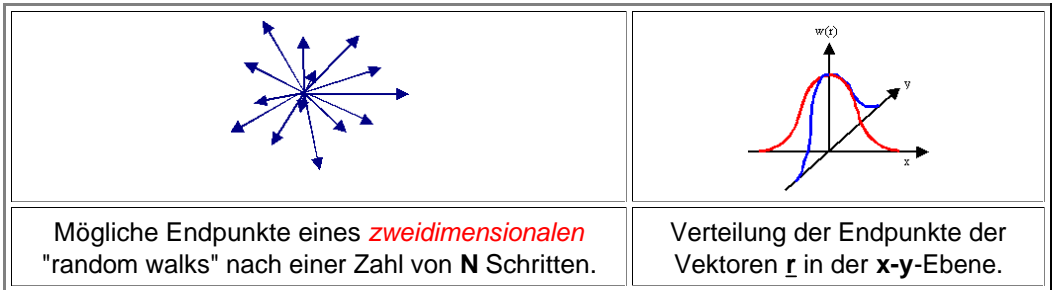 w(r)
y
x
Mögliche Endpunkte eines zweidimensionalen
"random walks" nach einer Zahl von N Schritten.
Verteilung der Endpunkte der
Vektoren r in der x-y-Ebene.